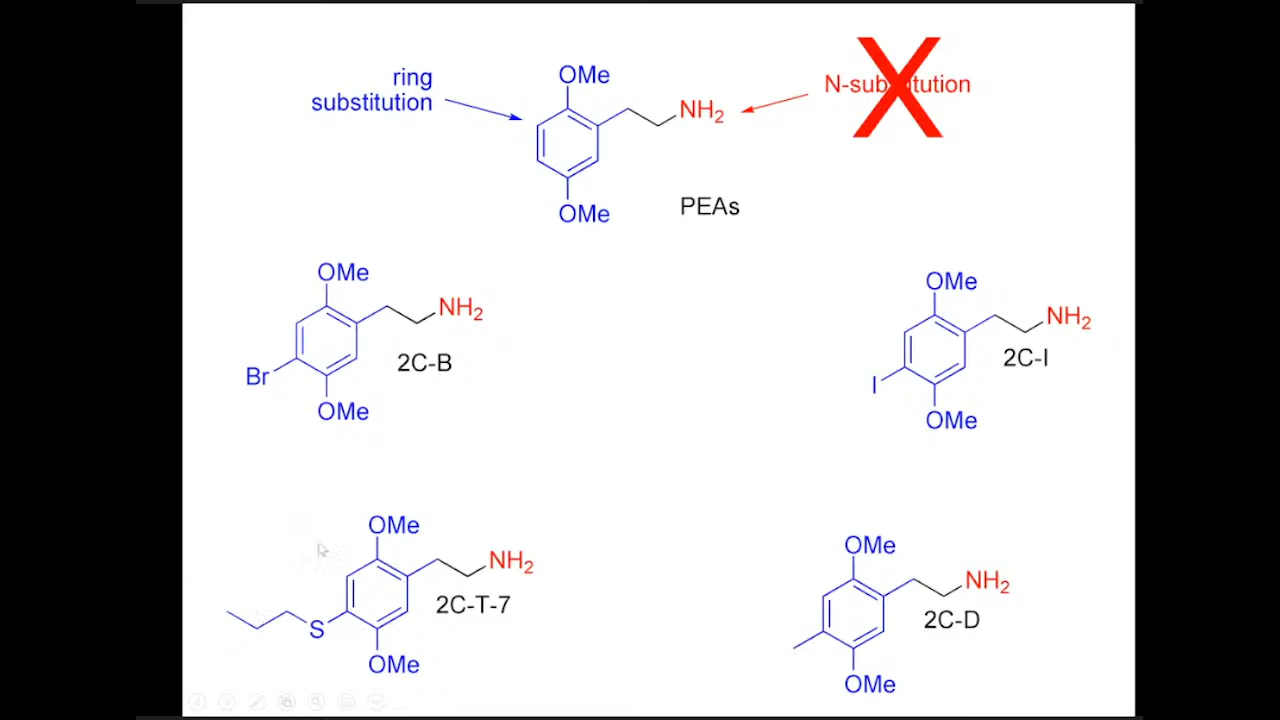 OMe
ring
substitution
NH2
N-substitution
OMe
PEAs
OMe
NH2
Br
2C-B
OMe
OMe
NH2
I
2C-I
OMe
OMe
NH2
S
2C-T-7
OMe
OMe
NH2
2C-D
OMe